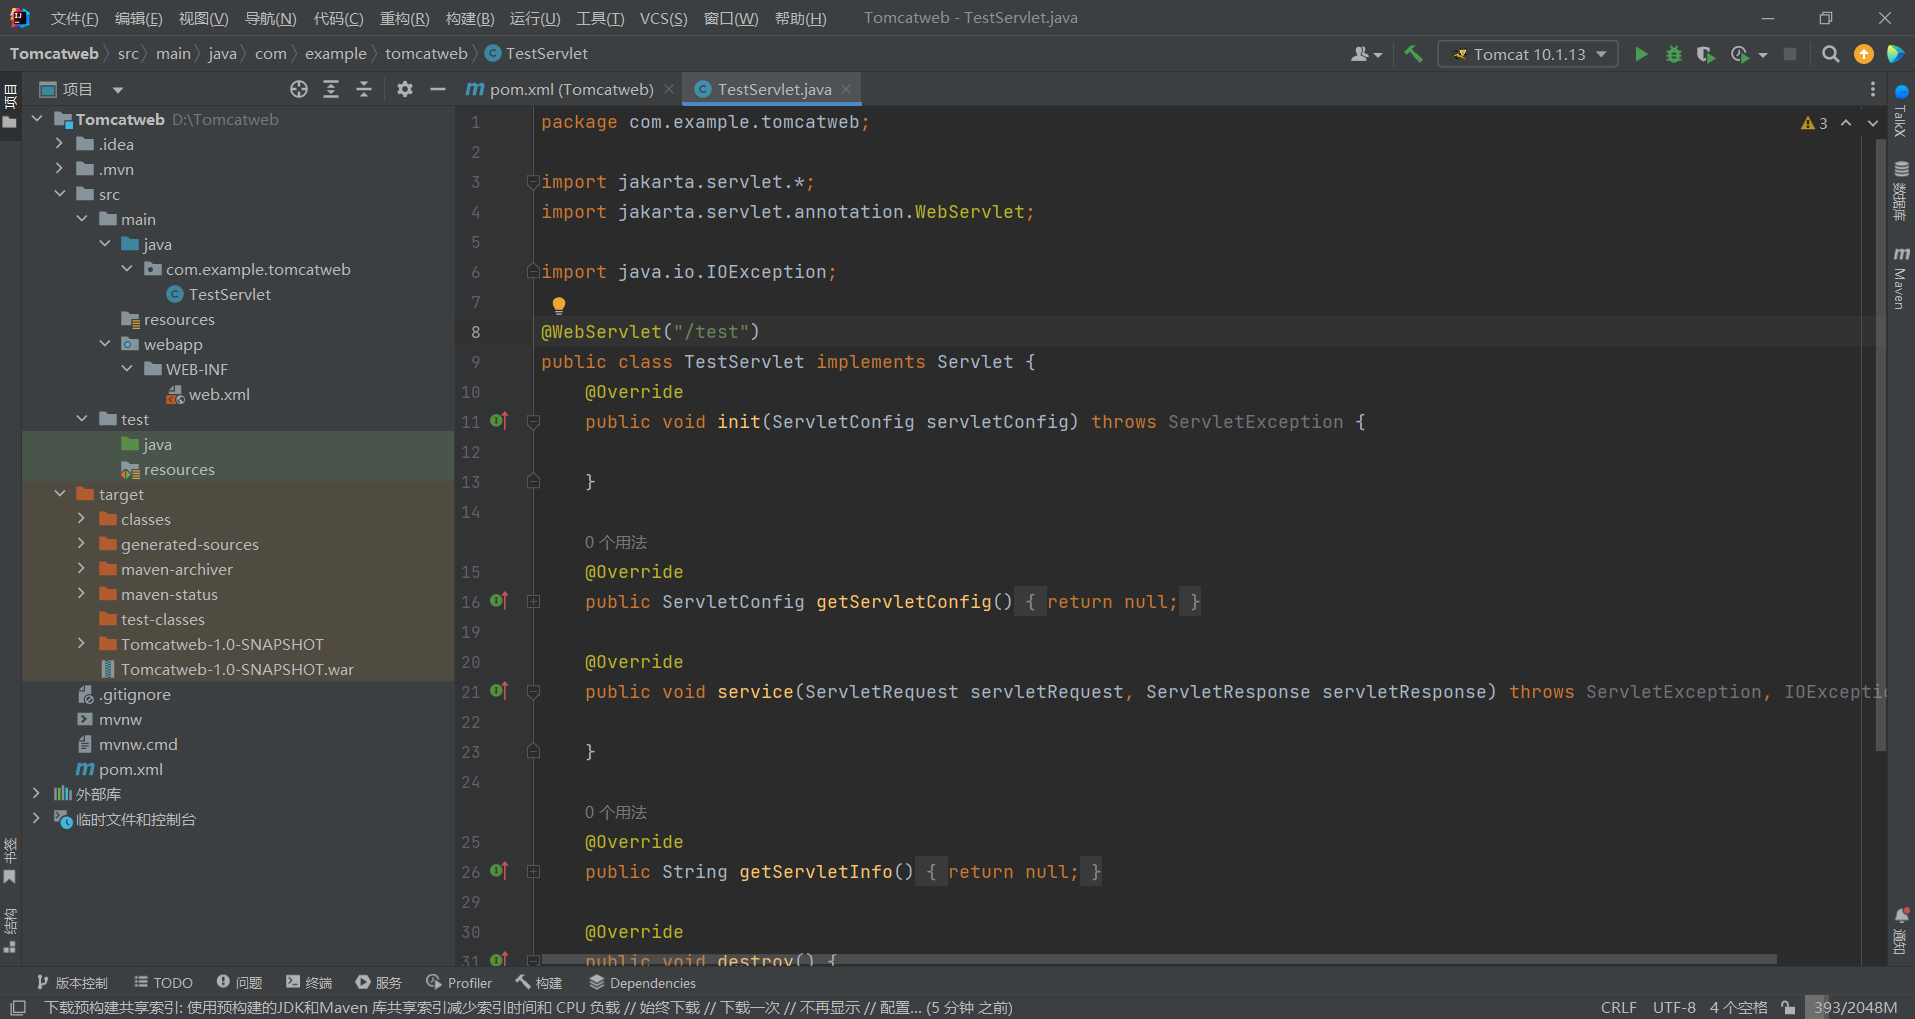 文件(F) 编辑(E) 视图(V) 导航(N) 代码(C) 重构(R) 构建(B) 运行(U) 工具(T) VCS(S) 窗口(W) 帮助(H) Tomcatweb - TestServlet.java
Tomcatweb src main java com example tomcatweb TestServlet
Tomcat 10.1.13
项目
项目
pom.xml (Tomcatweb)
TestServlet.java
Tomcatweb D:\Tomcatweb
.idea
.mvn
src
main
java
com.example.tomcatweb
TestServlet
resources
webapp
WEB-INF
web.xml
test
java
resources
target
classes
generated-sources
maven-archiver
maven-status
test-classes
Tomcatweb-1.0-SNAPSHOT
Tomcatweb-1.0-SNAPSHOT.war
.gitignore
mvnw
mvnw.cmd
pom.xml
外部库
临时文件和控制台
书签
结构
1 package com.example.tomcatweb;
2
3 import jakarta.servlet.*;
4 import jakarta.servlet.annotation.WebServlet;
5
6 import java.io.IOException;
7
8 @WebServlet("/test")
9 public class TestServlet implements Servlet {
10 @Override
11 public void init(ServletConfig servletConfig) throws ServletException {
12
13 }
14
0 个用法
15 @Override
16 public ServletConfig getServletConfig() { return null; }
19
20 @Override
21 public void service(ServletRequest servletRequest, ServletResponse servletResponse) throws ServletException, IOExceptio
22
23 }
24
0 个用法
25 @Override
26 public String getServletInfo() { return null; }
29
30 @Override
31 public void destroy() {
3
TalkX
数据库
Maven
通知
版本控制 TODO 问题 终端 服务 Profiler 构建 Dependencies
下载预构建共享索引: 使用预构建的JDK和Maven 库共享索引减少索引时间和 CPU 负载 // 始终下载 // 下载一次 // 不再显示 // 配置... (5 分钟 之前)
CRLF UTF-8 4 个空格 393/2048M